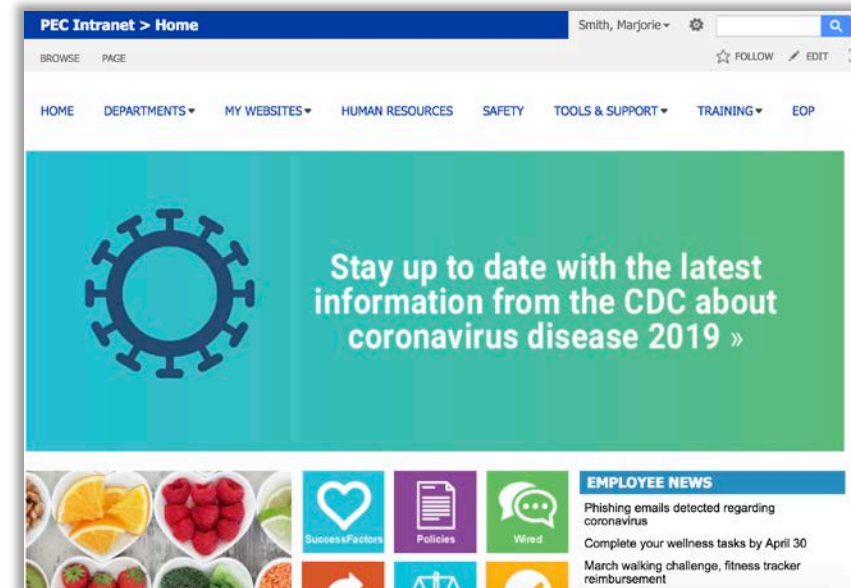 PEC Intranet > Home
Smith, Marjorie
BROWSE PAGE
FOLLOW EDIT
HOME DEPARTMENTS MY WEBSITES HUMAN RESOURCES SAFETY TOOLS & SUPPORT TRAINING EOP
Stay up to date with the latest
information from the CDC about
coronavirus disease 2019 »
SuccessFactors
Policies
Wired
EMPLOYEE NEWS
Phishing emails detected regarding
coronavirus
Complete your wellness tasks by April 30
March walking challenge, fitness tracker
reimbursement